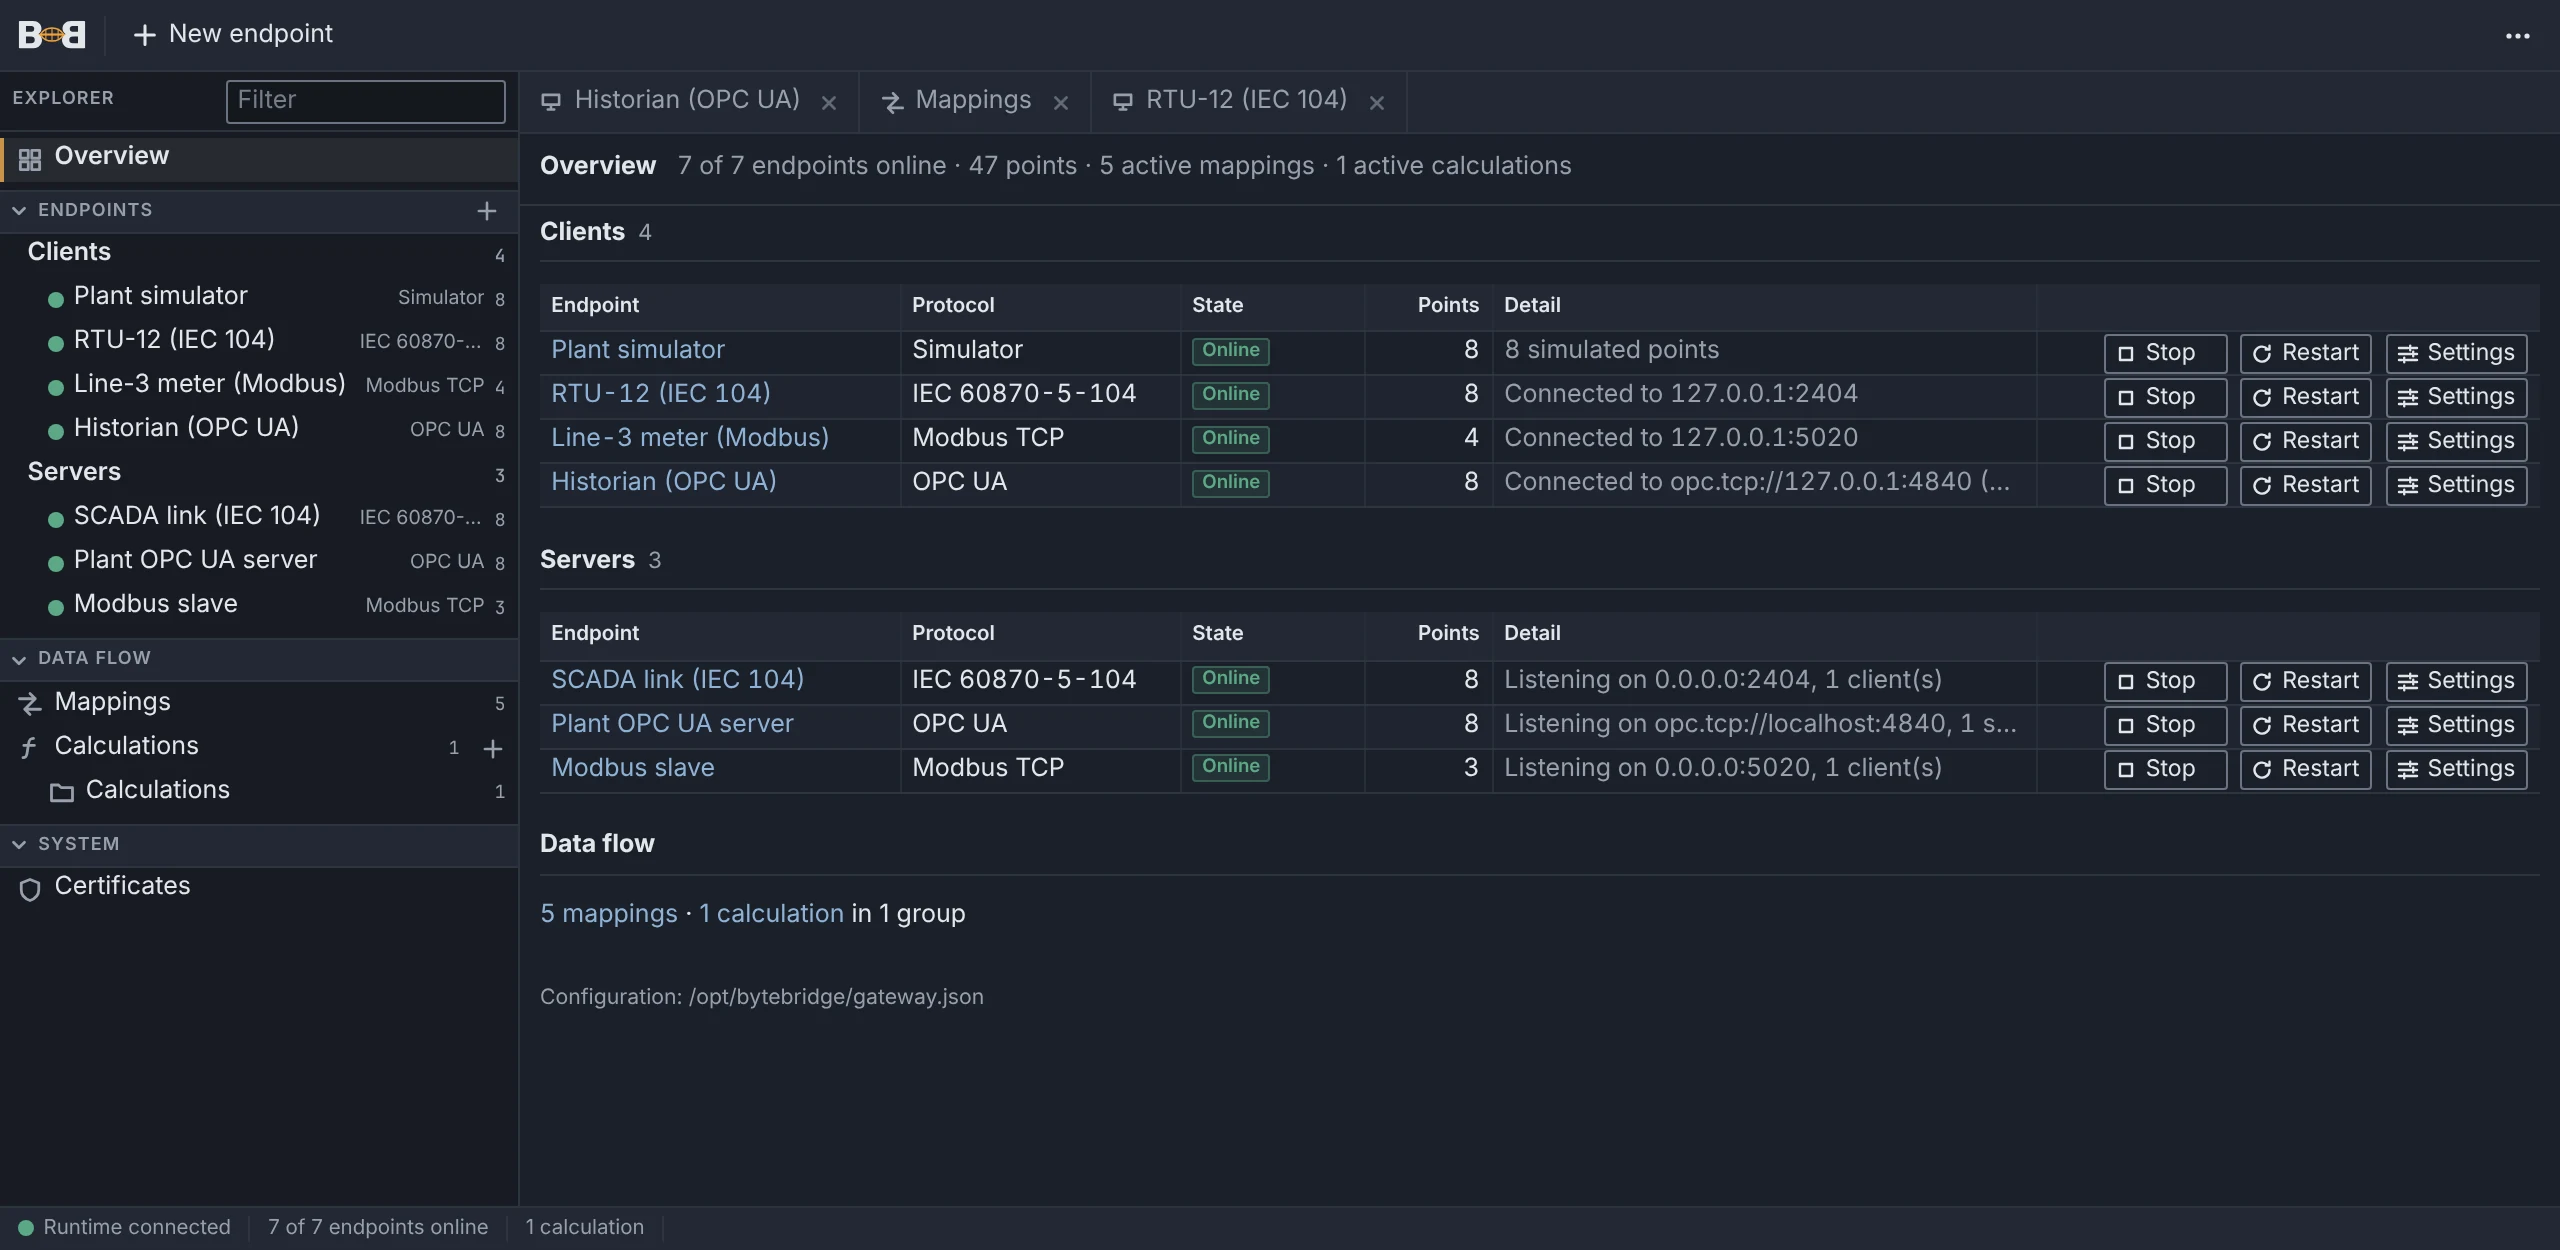 BB
New endpoint
EXPLORER
Filter
Historian (OPC UA)
Mappings
RTU-12 (IEC 104)
Overview
ENDPOINTS
Clients 4
Plant simulator Simulator 8
RTU-12 (IEC 104) IEC 60870-... 8
Line-3 meter (Modbus) Modbus TCP 4
Historian (OPC UA) OPC UA 8
Servers 3
SCADA link (IEC 104) IEC 60870-... 8
Plant OPC UA server OPC UA 8
Modbus slave Modbus TCP 3
DATA FLOW
Mappings 5
Calculations 1
Calculations 1
SYSTEM
Certificates
Overview 7 of 7 endpoints online · 47 points · 5 active mappings · 1 active calculations
Clients 4
Endpoint Protocol State Points Detail
Plant simulator Simulator Online 8 8 simulated points Stop Restart Settings
RTU-12 (IEC 104) IEC 60870-5-104 Online 8 Connected to 127.0.0.1:2404 Stop Restart Settings
Line-3 meter (Modbus) Modbus TCP Online 4 Connected to 127.0.0.1:5020 Stop Restart Settings
Historian (OPC UA) OPC UA Online 8 Connected to opc.tcp://127.0.0.1:4840 (... Stop Restart Settings
Servers 3
Endpoint Protocol State Points Detail
SCADA link (IEC 104) IEC 60870-5-104 Online 8 Listening on 0.0.0.0:2404, 1 client(s) Stop Restart Settings
Plant OPC UA server OPC UA Online 8 Listening on opc.tcp://localhost:4840, 1 s... Stop Restart Settings
Modbus slave Modbus TCP Online 3 Listening on 0.0.0.0:5020, 1 client(s) Stop Restart Settings
Data flow
5 mappings · 1 calculation in 1 group
Configuration: /opt/bytebridge/gateway.json
Runtime connected 7 of 7 endpoints online 1 calculation